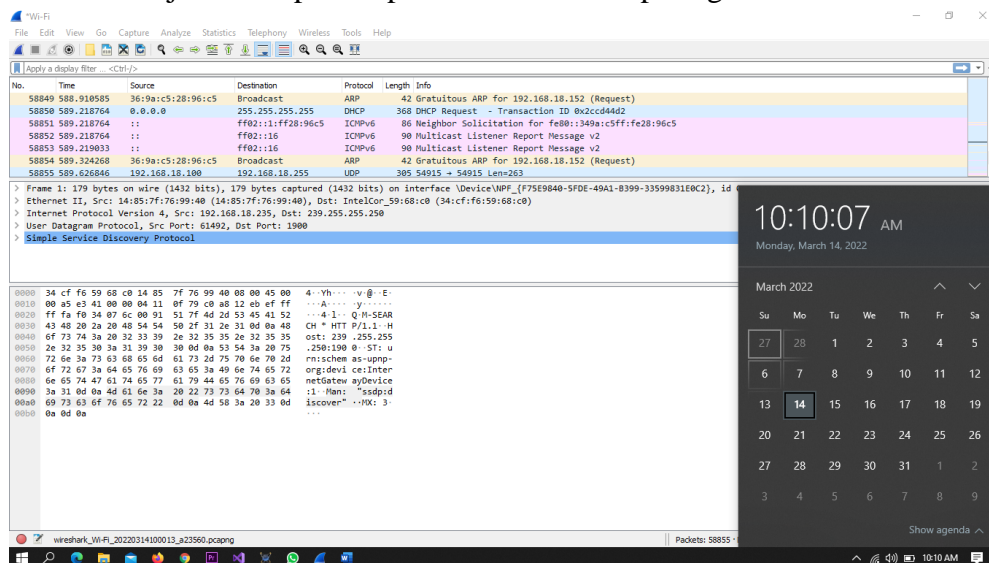 *Wi-Fi
File Edit View Go Capture Analyze Statistics Telephony Wireless Tools Help
Apply a display filter ... <Ctrl-/>
No. Time Source Destination Protocol Length Info
58849 588.910585 36:9a:c5:28:96:c5 Broadcast ARP 42 Gratuitous ARP for 192.168.18.152 (Request)
58850 589.218764 0.0.0.0 255.255.255.255 DHCP 368 DHCP Request - Transaction ID 0x2ccd44d2
58851 589.218764 :: ff02::1:ff28:96c5 ICMPv6 86 Neighbor Solicitation for fe80::349a:c5ff:fe28:96c5
58852 589.218764 :: ff02::16 ICMPv6 90 Multicast Listener Report Message v2
58853 589.219033 :: ff02::16 ICMPv6 90 Multicast Listener Report Message v2
58854 589.324268 36:9a:c5:28:96:c5 Broadcast ARP 42 Gratuitous ARP for 192.168.18.152 (Request)
58855 589.626846 192.168.18.100 192.168.18.255 UDP 305 54915 → 54915 Len=263
> Frame 1: 179 bytes on wire (1432 bits), 179 bytes captured (1432 bits) on interface \Device\NPF_{F75E9840-5FDE-49A1-B399-33599831E0C2}, id
> Ethernet II, Src: 14:85:7f:76:99:40 (14:85:7f:76:99:40), Dst: IntelCor_59:68:c0 (34:cf:f6:59:68:c0)
> Internet Protocol Version 4, Src: 192.168.18.235, Dst: 239.255.255.250
> User Datagram Protocol, Src Port: 61492, Dst Port: 1900
> Simple Service Discovery Protocol
0000 34 cf f6 59 68 c0 14 85 7f 76 99 40 08 00 45 00 4··Yh··· ·v·@··E·
0010 00 a5 e3 41 00 00 04 11 0f 79 c0 a8 12 eb ef ff ···A···· ·y······
0020 ff fa f0 34 07 6c 00 91 51 7f 4d 2d 53 45 41 52 ···4·l·· Q·M-SEAR
0030 43 48 20 2a 20 48 54 54 50 2f 31 2e 31 0d 0a 48 CH * HTT P/1.1··H
0040 6f 73 74 3a 20 32 33 39 2e 32 35 35 2e 32 35 35 ost: 239 .255.255
0050 2e 32 35 30 3a 31 39 30 30 0d 0a 53 54 3a 20 75 .250:190 0··ST: u
0060 72 6e 3a 73 63 68 65 6d 61 73 2d 75 70 6e 70 2d rn:schem as-upnp-
0070 6f 72 67 3a 64 65 76 69 63 65 3a 49 6e 74 65 72 org:devi ce:Inter
0080 6e 65 74 47 61 74 65 77 61 79 44 65 76 69 63 65 netGatew ayDevice
0090 3a 31 0d 0a 4d 61 6e 3a 20 22 73 73 64 70 3a 64 :1··Man: "ssdp:d
00a0 69 73 63 6f 76 65 72 22 0d 0a 4d 58 3a 20 33 0d iscover" ··MX: 3·
00b0 0a 0d 0a ···
10:10:07 AM
Monday, March 14, 2022
March 2022
Su Mo Tu We Th Fr Sa
27 28 1 2 3 4 5
6 7 8 9 10 11 12
13 14 15 16 17 18 19
20 21 22 23 24 25 26
27 28 29 30 31 1 2
3 4 5 6 7 8 9
Show agenda
wireshark_Wi-Fi_20220314100013_a23560.pcapng
Packets: 58855 ·
10:10 AM